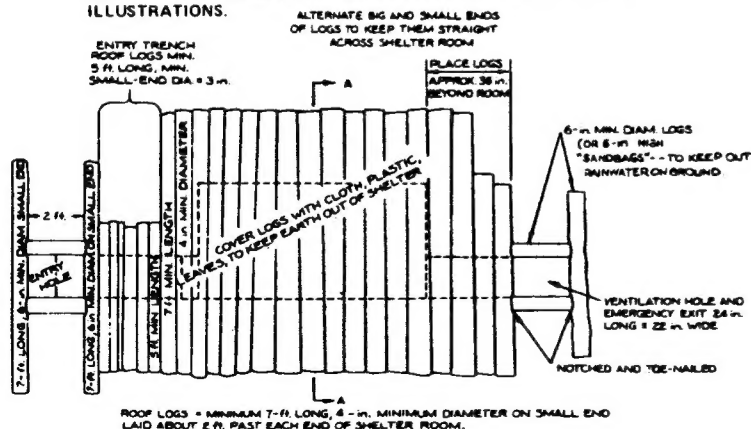 ILLUSTRATIONS.
ALTERNATE BIG AND SMALL ENDS
OF LOGS TO KEEP THEM STRAIGHT
ACROSS SHELTER ROOM
ENTRY TRENCH
ROOF LOGS MIN.
5 ft. LONG, MIN.
SMALL-END DIA. = 3 in.
A
PLACE LOGS
APPROX. 36 in.
BEYOND ROOM
6-in. MIN. DIAM. LOGS
(OR 6-in. HIGH
"SANDBAGS" -- TO KEEP OUT
RAINWATER ON GROUND.
7-ft. LONG, 6-in. MIN. DIAM. SMALL END
2 ft.
ENTRY
HOLE
7-ft. LONG, 6 in. MIN. DIAM ON SMALL END
5 ft. MIN. LENGTH
7 ft. MIN. LENGTH
4 in. MIN. DIAMETER
COVER LOGS WITH CLOTH, PLASTIC,
LEAVES, TO KEEP EARTH OUT OF SHELTER
VENTILATION HOLE AND
EMERGENCY EXIT 24 in.
LONG = 22 in. WIDE
NOTCHED AND TOE-NAILED
A
ROOF LOGS = MINIMUM 7-ft. LONG, 4-in. MINIMUM DIAMETER ON SMALL END
LAID ABOUT 2 ft. PAST EACH END OF SHELTER ROOM.